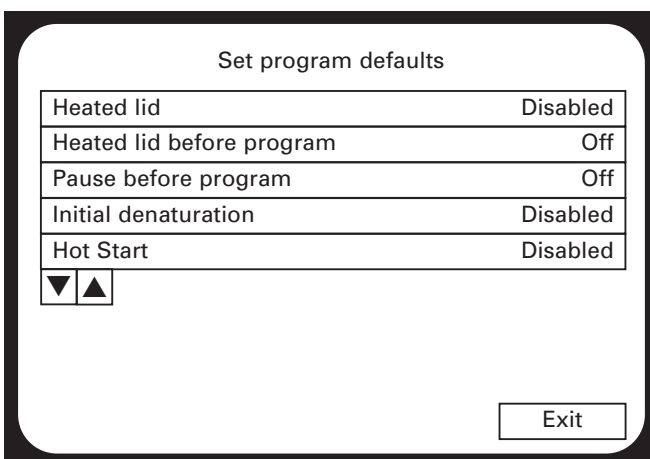 Set program defaults
Heated lid Disabled
Heated lid before program Off
Pause before program Off
Initial denaturation Disabled
Hot Start Disabled
▼ ▲
Exit